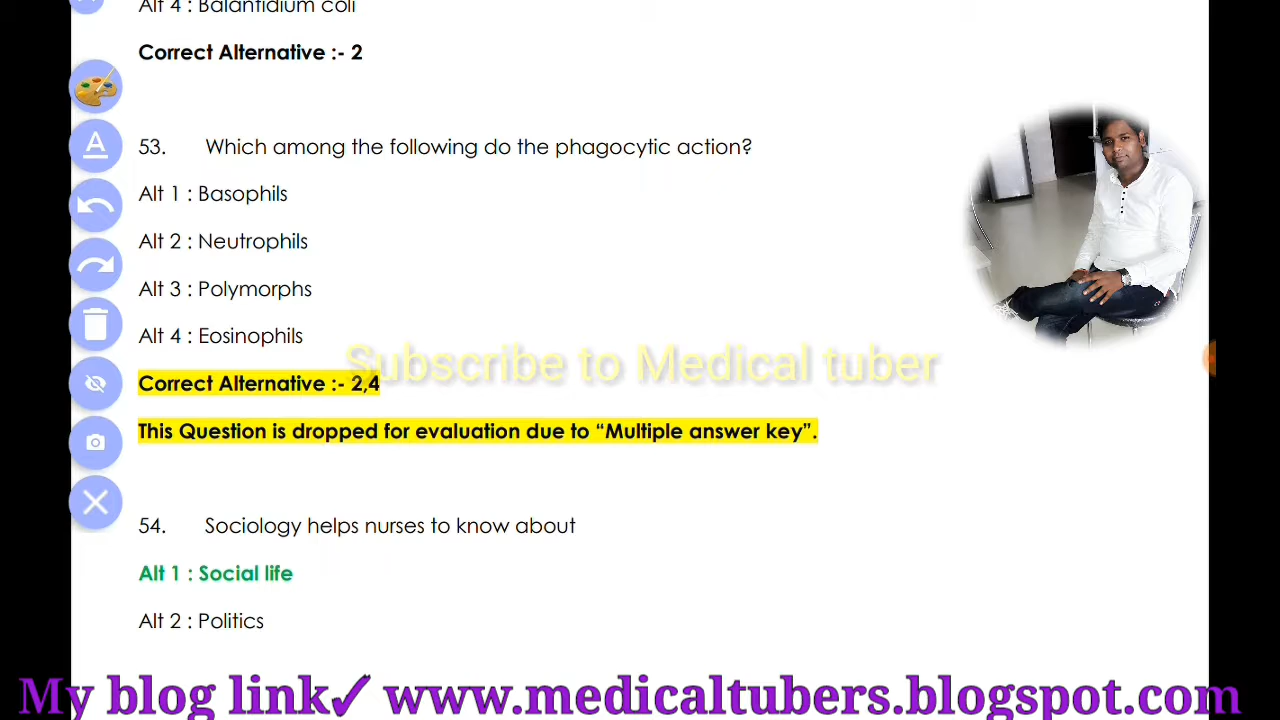 Alt 4 : Balantidium coli
Correct Alternative :- 2
53. Which among the following do the phagocytic action?
Alt 1 : Basophils
Alt 2 : Neutrophils
Alt 3 : Polymorphs
Alt 4 : Eosinophils
Subscribe to Medical tuber
Correct Alternative :- 2,4
This Question is dropped for evaluation due to “Multiple answer key”.
54. Sociology helps nurses to know about
Alt 1 : Social life
Alt 2 : Politics
My blog link✓ www.medicaltubers.blogspot.com